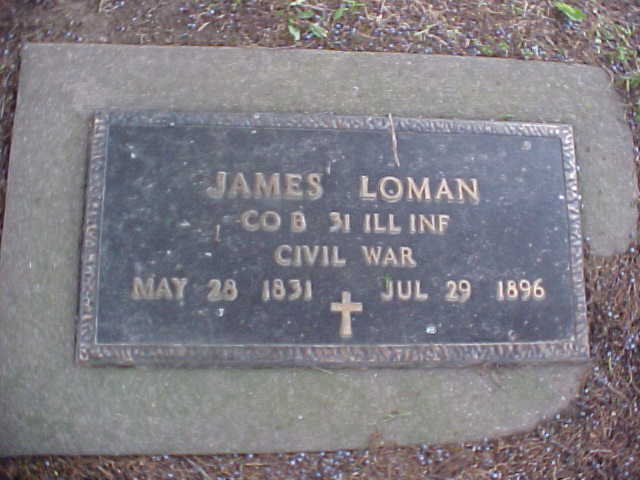 JAMES LOMAN
CO B 31 ILL INF
CIVIL WAR
MAY 28 1831 JUL 29 1896